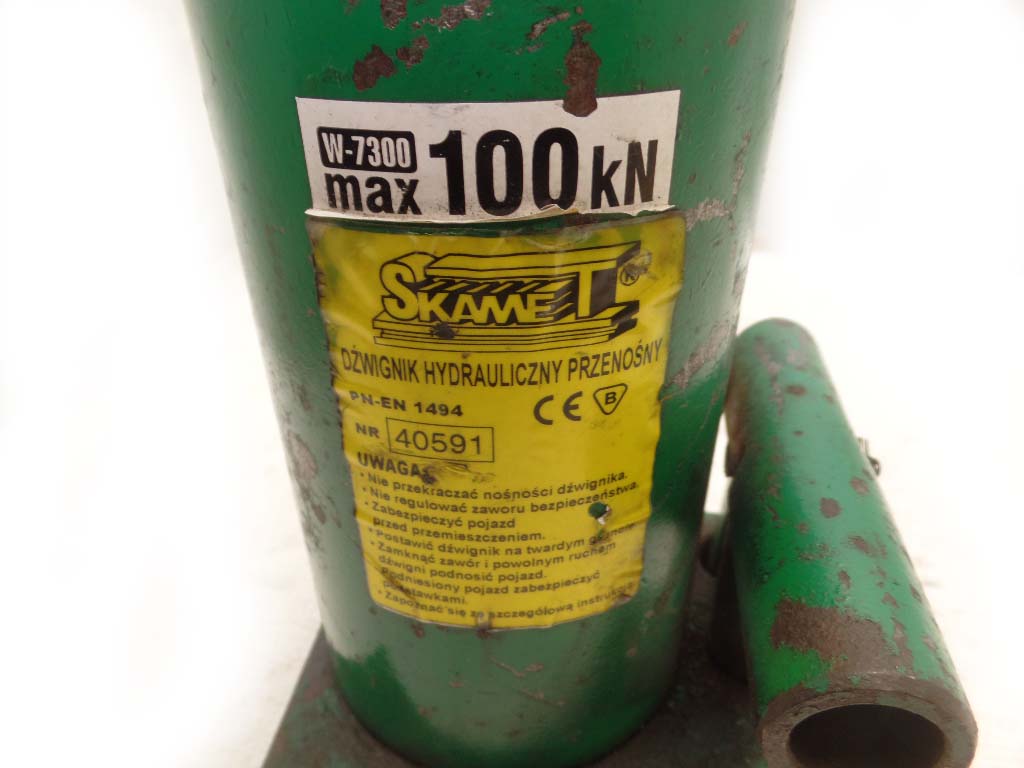 W-7300
max 100 kN
SKAMET
DŹWIGNIK HYDRAULICZNY PRZENOŚNY
PN-EN 1494
CE B
NR 40591
UWAGA:
• Nie przekraczać nośności dźwignika.
• Nie regulować zaworu bezpieczeństwa.
• Zabezpieczyć pojazd
przed przemieszczeniem.
• Postawić dźwignik na twardym
• Zamknąć zawór i powolnym ruchem
dźwigni podnosić pojazd.
Podniesiony pojazd zabezpieczyć
podstawkami.
• Zapoznać się ze szczegółową